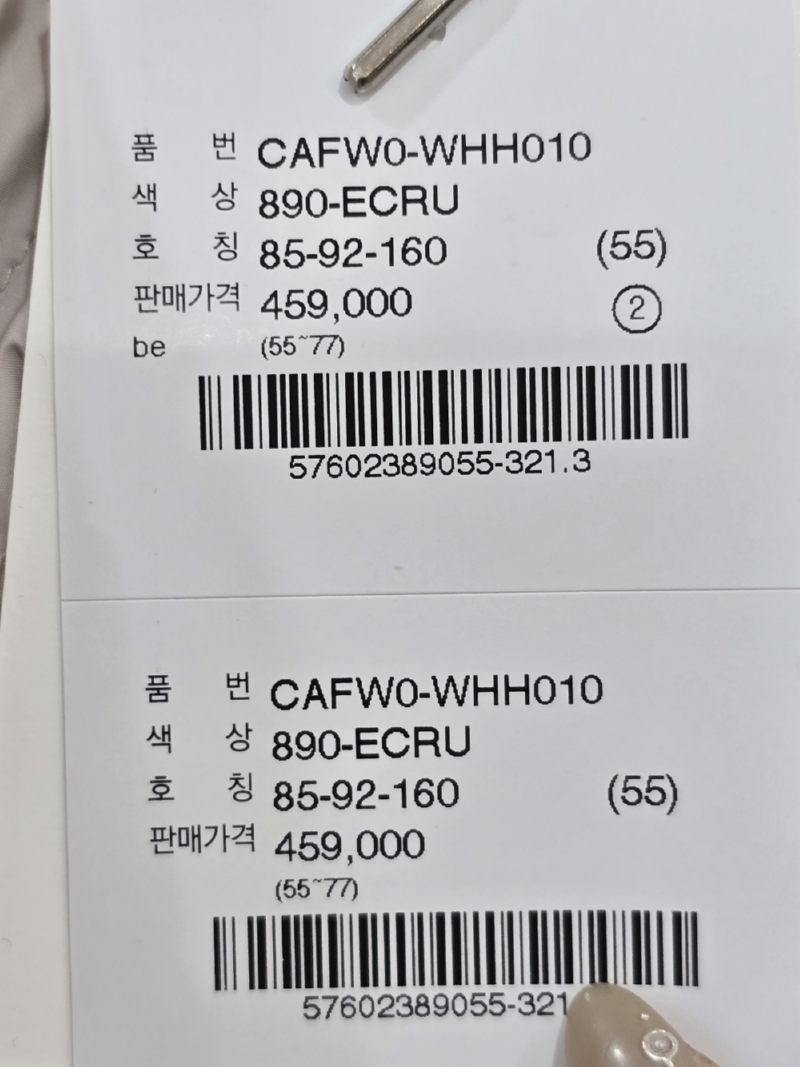 품 번 CAFW0-WHH010
색 상 890-ECRU
호 칭 85-92-160 (55)
판매가격 459,000 ②
be (55~77)
57602389055-321.3
품 번 CAFW0-WHH010
색 상 890-ECRU
호 칭 85-92-160 (55)
판매가격 459,000
(55~77)
57602389055-321